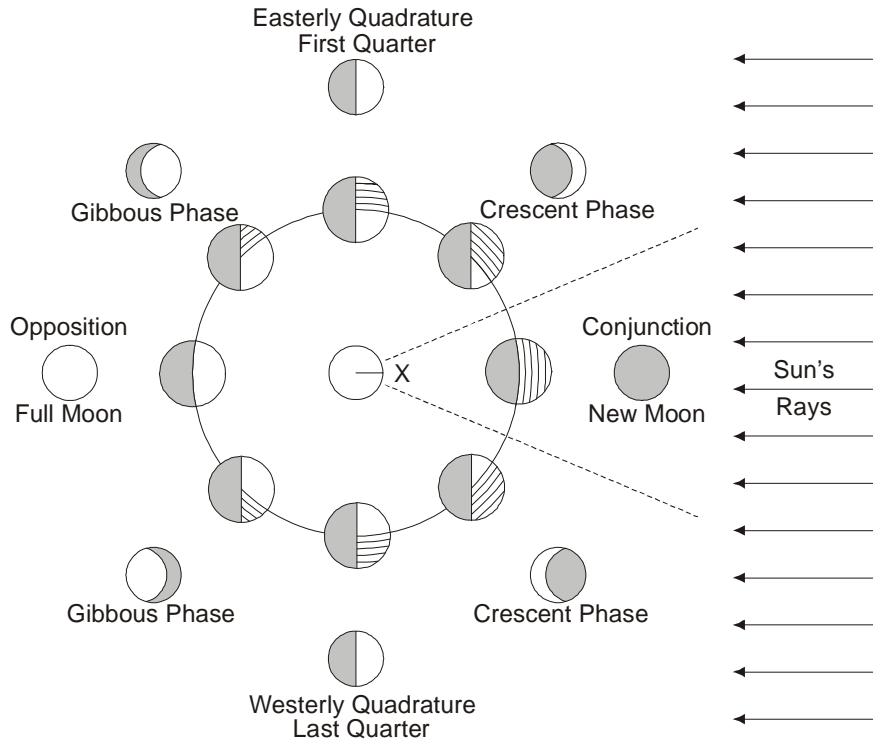 Easterly Quadrature
First Quarter
Gibbous Phase
Crescent Phase
Opposition
Full Moon
X
Conjunction
New Moon
Sun's
Rays
Gibbous Phase
Crescent Phase
Westerly Quadrature
Last Quarter